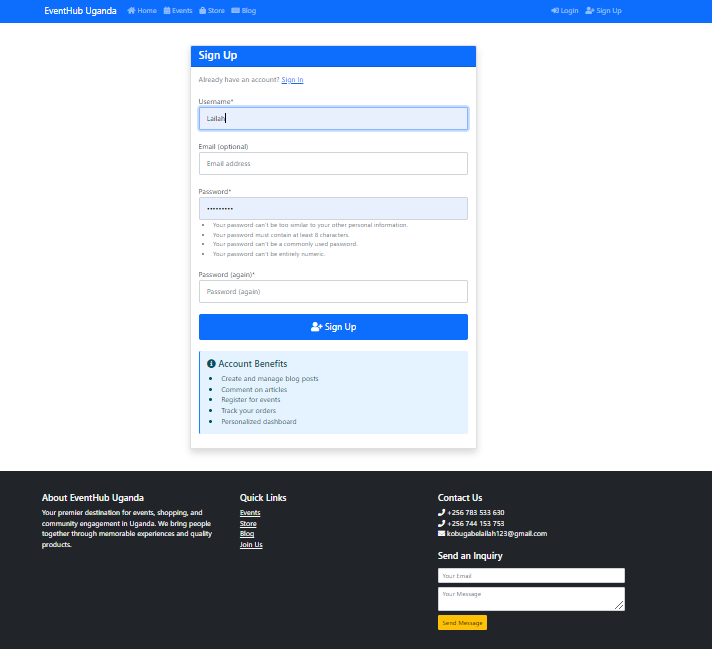 EventHub Uganda Home Events Store Blog Login Sign Up
Sign Up
Already have an account? Sign In
Username*
Lailah
Email (optional)
Email address
Password*
•••••••••
Your password can't be too similar to your other personal information.
Your password must contain at least 8 characters.
Your password can't be a commonly used password.
Your password can't be entirely numeric.
Password (again)*
Password (again)
Sign Up
Account Benefits
Create and manage blog posts
Comment on articles
Register for events
Track your orders
Personalized dashboard
About EventHub Uganda
Your premier destination for events, shopping, and
community engagement in Uganda. We bring people
together through memorable experiences and quality
products.
Quick Links
Events
Store
Blog
Join Us
Contact Us
+256 783 533 630
+256 744 153 753
kobugabelailah123@gmail.com
Send an Inquiry
Your Email
Your Message
Send Message